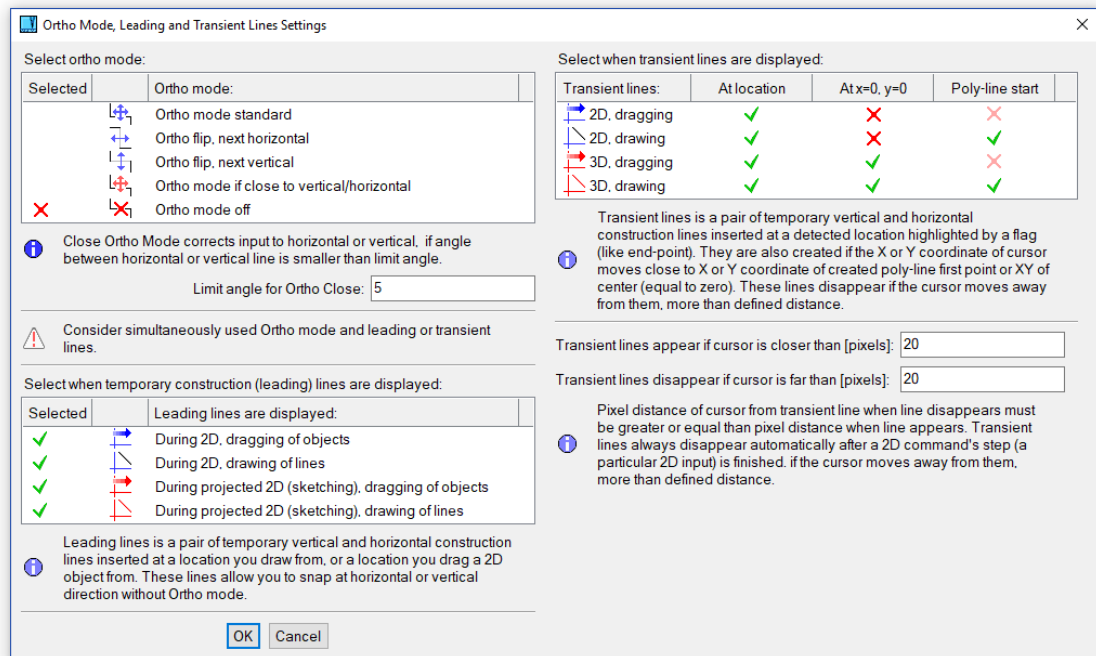 Ortho Mode, Leading and Transient Lines Settings
Select ortho mode:
Selected Ortho mode:
Ortho mode standard
Ortho flip, next horizontal
Ortho flip, next vertical
Ortho mode if close to vertical/horizontal
Ortho mode off
Close Ortho Mode corrects input to horizontal or vertical, if angle
between horizontal or vertical line is smaller than limit angle.
Limit angle for Ortho Close: 5
Consider simultaneously used Ortho mode and leading or transient
lines.
Select when temporary construction (leading) lines are displayed:
Selected Leading lines are displayed:
During 2D, dragging of objects
During 2D, drawing of lines
During projected 2D (sketching), dragging of objects
During projected 2D (sketching), drawing of lines
Leading lines is a pair of temporary vertical and horizontal construction
lines inserted at a location you draw from, or a location you drag a 2D
object from. These lines allow you to snap at horizontal or vertical
direction without Ortho mode.
OK Cancel
Select when transient lines are displayed:
Transient lines: At location At x=0, y=0 Poly-line start
2D, dragging
2D, drawing
3D, dragging
3D, drawing
Transient lines is a pair of temporary vertical and horizontal
construction lines inserted at a detected location highlighted by a flag
(like end-point). They are also created if the X or Y coordinate of cursor
moves close to X or Y coordinate of created poly-line first point or XY of
center (equal to zero). These lines disappear if the cursor moves away
from them, more than defined distance.
Transient lines appear if cursor is closer than [pixels]: 20
Transient lines disappear if cursor is far than [pixels]: 20
Pixel distance of cursor from transient line when line disappears must
be greater or equal than pixel distance when line appears. Transient
lines always disappear automatically after a 2D command's step (a
particular 2D input) is finished. if the cursor moves away from them,
more than defined distance.